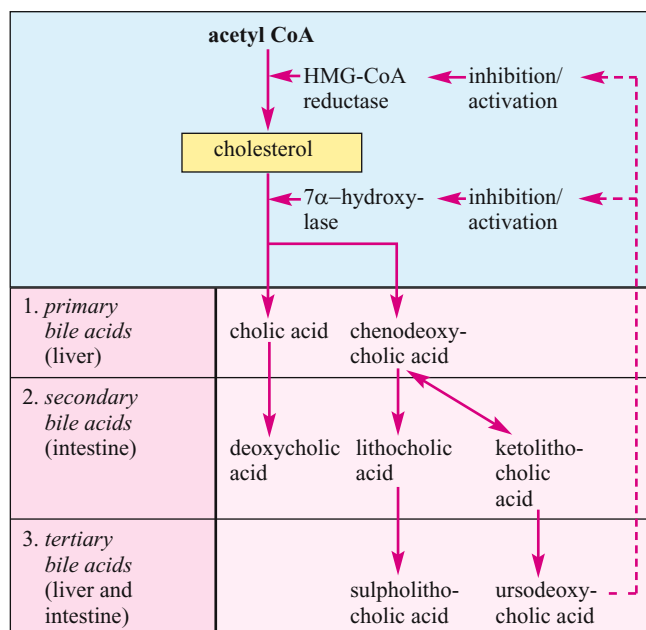 acetyl CoA
HMG-CoA
reductase
inhibition/
activation
cholesterol
7α–hydroxy-
lase
inhibition/
activation
1. primary
bile acids
(liver)
cholic acid
chenodeoxy-
cholic acid
2. secondary
bile acids
(intestine)
deoxycholic
acid
lithocholic
acid
ketolitho-
cholic
acid
3. tertiary
bile acids
(liver and
intestine)
sulpholitho-
cholic acid
ursodeoxy-
cholic acid